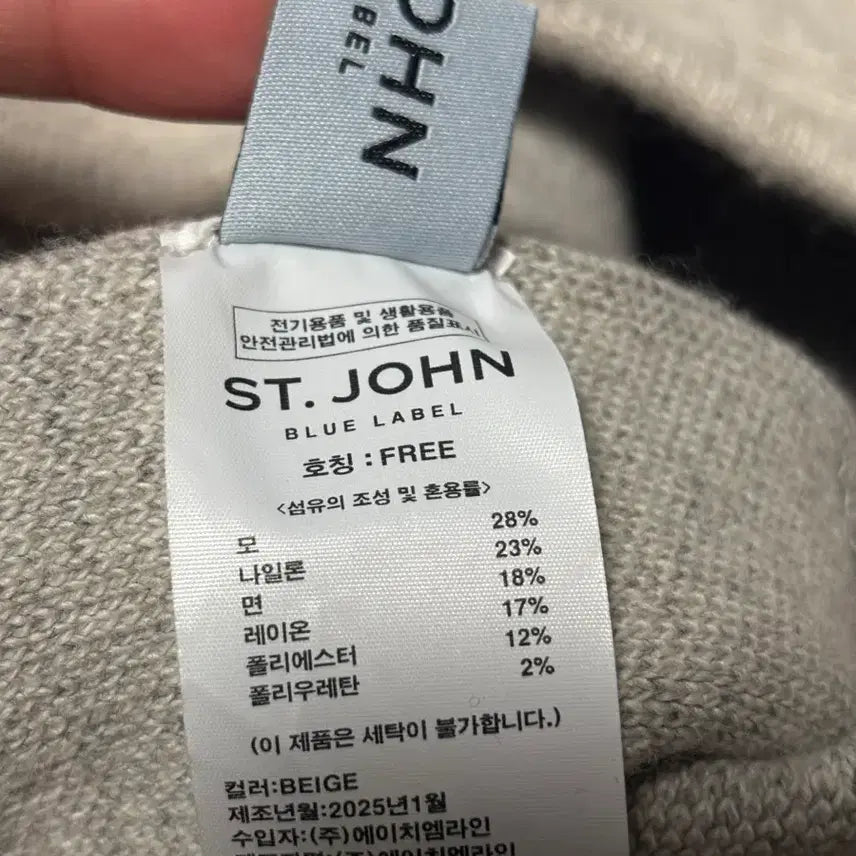 OHN
BEL
전기용품 및 생활용품
안전관리법에 의한 품질표시
ST. JOHN
BLUE LABEL
호칭 : FREE
<섬유의 조성 및 혼용률>
모 28%
나일론 23%
면 18%
레이온 17%
폴리에스터 12%
폴리우레탄 2%
(이 제품은 세탁이 불가합니다.)
컬러:BEIGE
제조년월:2025년1월
수입자:(주)에이치엠라인